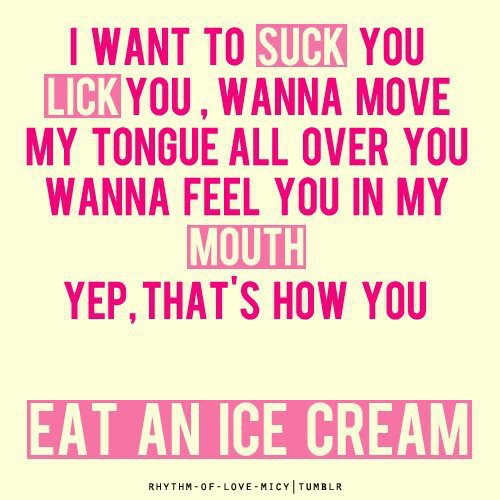 I WANT TO SUCK YOU
LICK YOU , WANNA MOVE
MY TONGUE ALL OVER YOU
WANNA FEEL YOU IN MY
MOUTH
YEP, THAT'S HOW YOU
EAT AN ICE CREAM
RHYTHM-OF-LOVE-MICY|TUMBLR